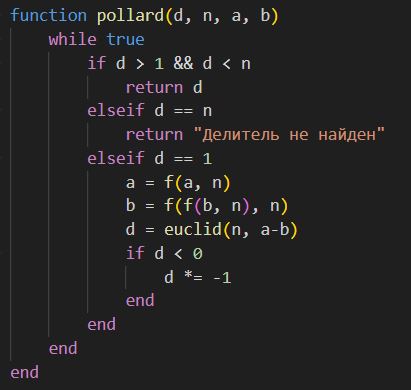 function pollard(d, n, a, b)
    while true
        if d > 1 && d < n
            return d
        elseif d == n
            return "Делитель не найден"
        elseif d == 1
            a = f(a, n)
            b = f(f(b, n), n)
            d = euclid(n, a-b)
            if d < 0
                d *= -1
            end
        end
    end
end